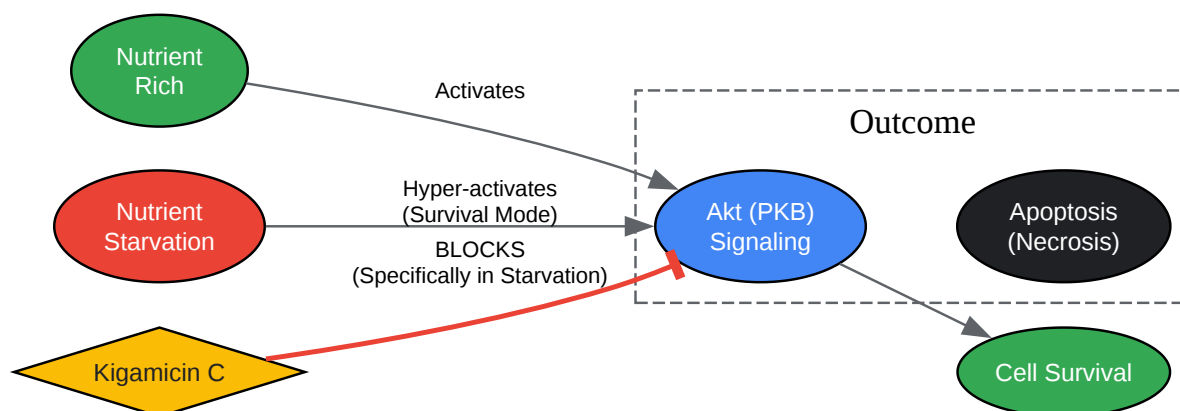 Nutrient
Rich
Activates
Outcome
Nutrient
Starvation
Hyper-activates
(Survival Mode)
Akt (PKB)
Signaling
Apoptosis
(Necrosis)
BLOCKS
(Specifically in Starvation)
Kigamicin C
Cell Survival